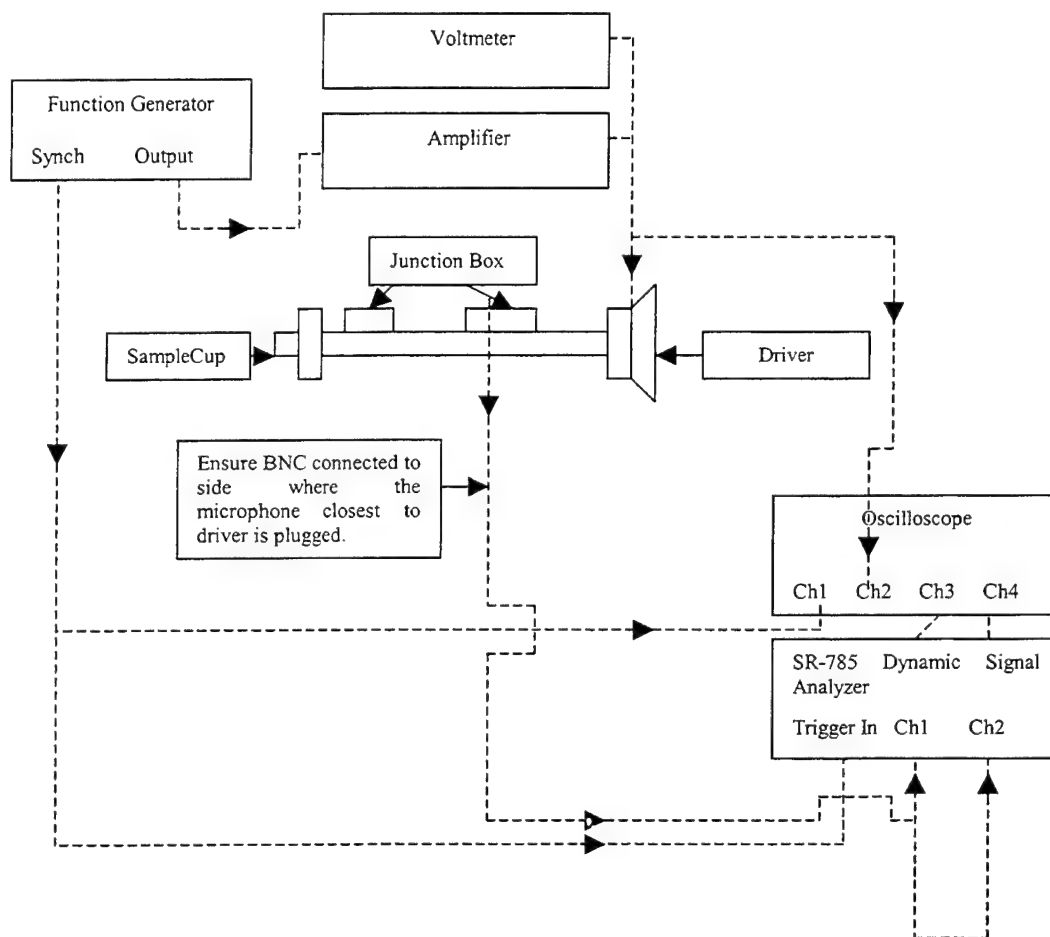 Voltmeter
Function Generator
Synch Output
Amplifier
Junction Box
SampleCup
Driver
Ensure BNC connected to
side where the
microphone closest to
driver is plugged.
Oscilloscope
Ch1 Ch2 Ch3 Ch4
SR-785 Dynamic Signal
Analyzer
Trigger In Ch1 Ch2